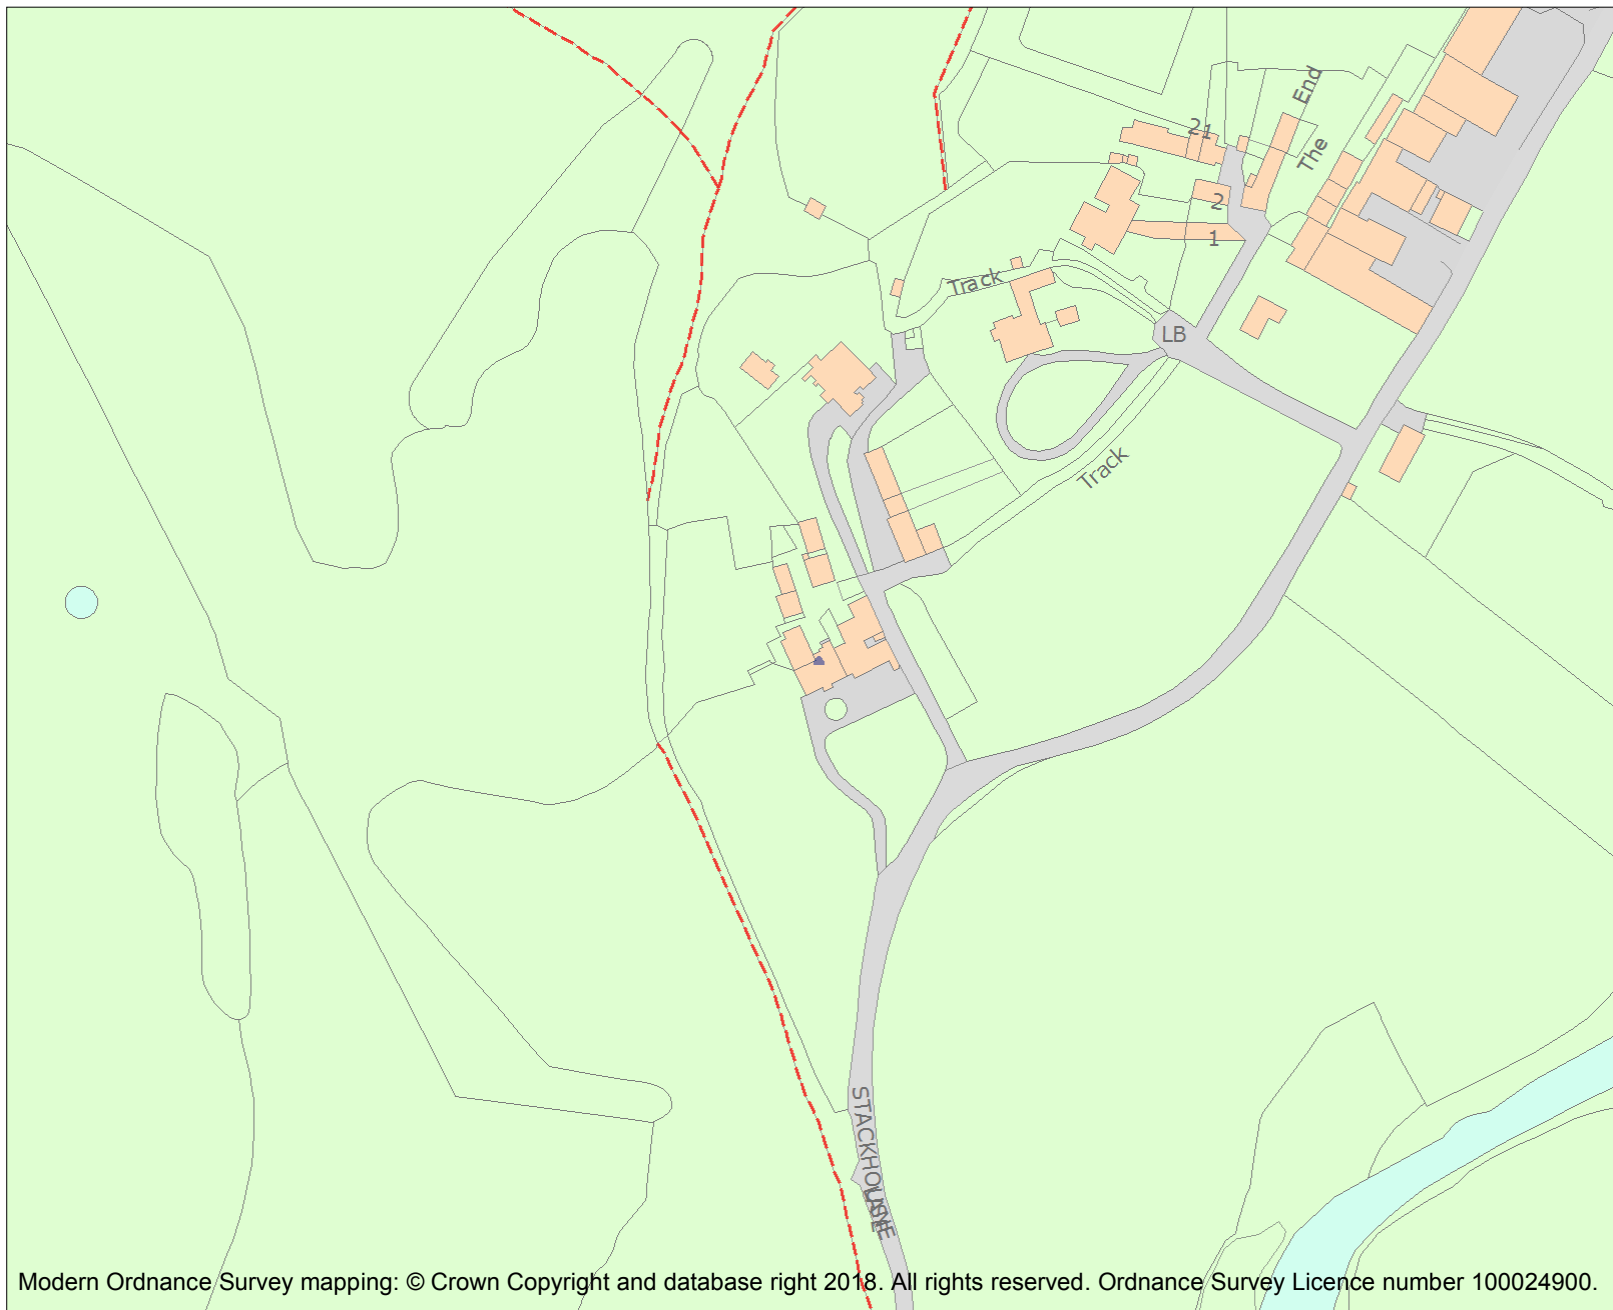 End
21
The
2
1
Track
LB
Track
STACKHOUSE
LANE
Modern Ordnance Survey mapping: © Crown Copyright and database right 2018. All rights reserved. Ordnance Survey Licence number 100024900.